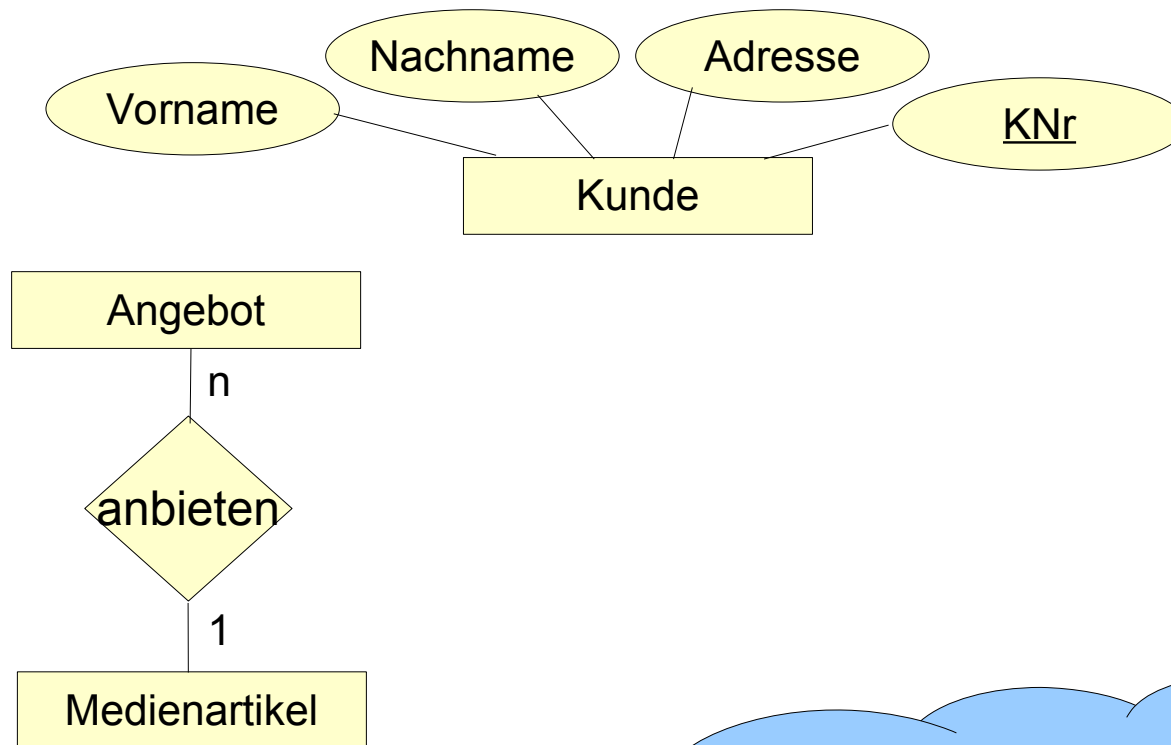 Nachname
Adresse
Vorname
KNr
Kunde
Angebot
n
anbieten
1
Medienartikel